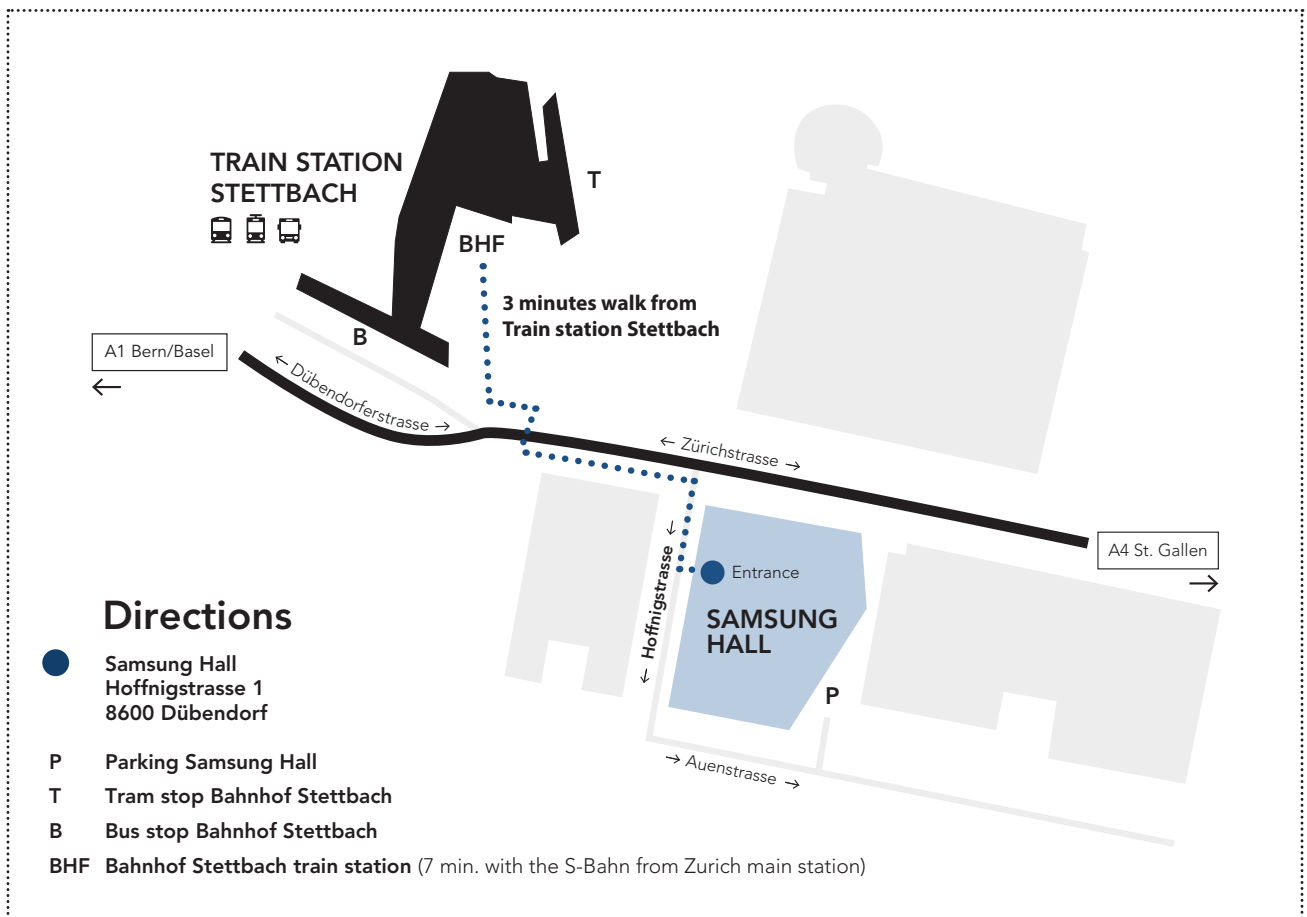 TRAIN STATION
STETTBACH
T
BHF
3 minutes walk from
Train station Stettbach
B
A1 Bern/Basel
←
← Dübendorferstrasse →
← Zürichstrasse →
A4 St. Gallen
→
← Hoffnigstrasse →
Entrance
SAMSUNG
HALL
P
→ Auenstrasse →
Directions
Samsung Hall
Hoffnigstrasse 1
8600 Dübendorf
P Parking Samsung Hall
T Tram stop Bahnhof Stettbach
B Bus stop Bahnhof Stettbach
BHF Bahnhof Stettbach train station (7 min. with the S-Bahn from Zurich main station)